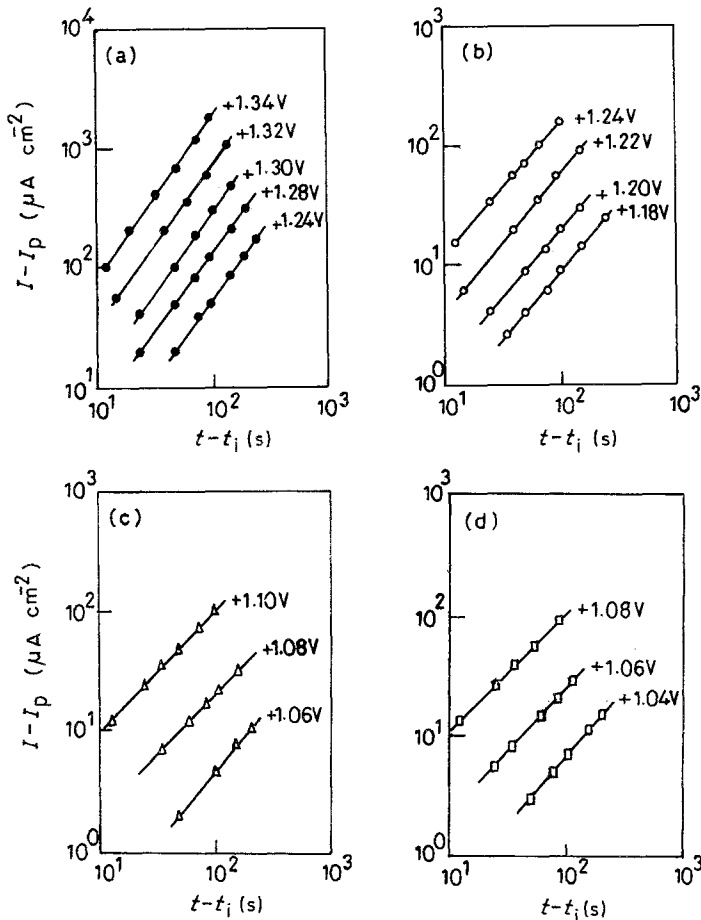 (a)
10⁴
10³
10²
10¹
I−Iₚ (μA cm⁻²)
+1.34V
+1.32V
+1.30V
+1.28V
+1.24V
10¹
10²
10³
t−tᵢ (s)
(b)
10³
10²
10¹
10⁰
+1.24V
+1.22V
+1.20V
+1.18V
10¹
10²
10³
t−tᵢ (s)
(c)
10³
10²
10¹
10⁰
I−Iₚ (μA cm⁻²)
+1.10V
+1.08V
+1.06V
10¹
10²
10³
t−tᵢ (s)
(d)
10³
10²
10¹
10⁰
+1.08V
+1.06V
+1.04V
10¹
10²
10³
t−tᵢ (s)